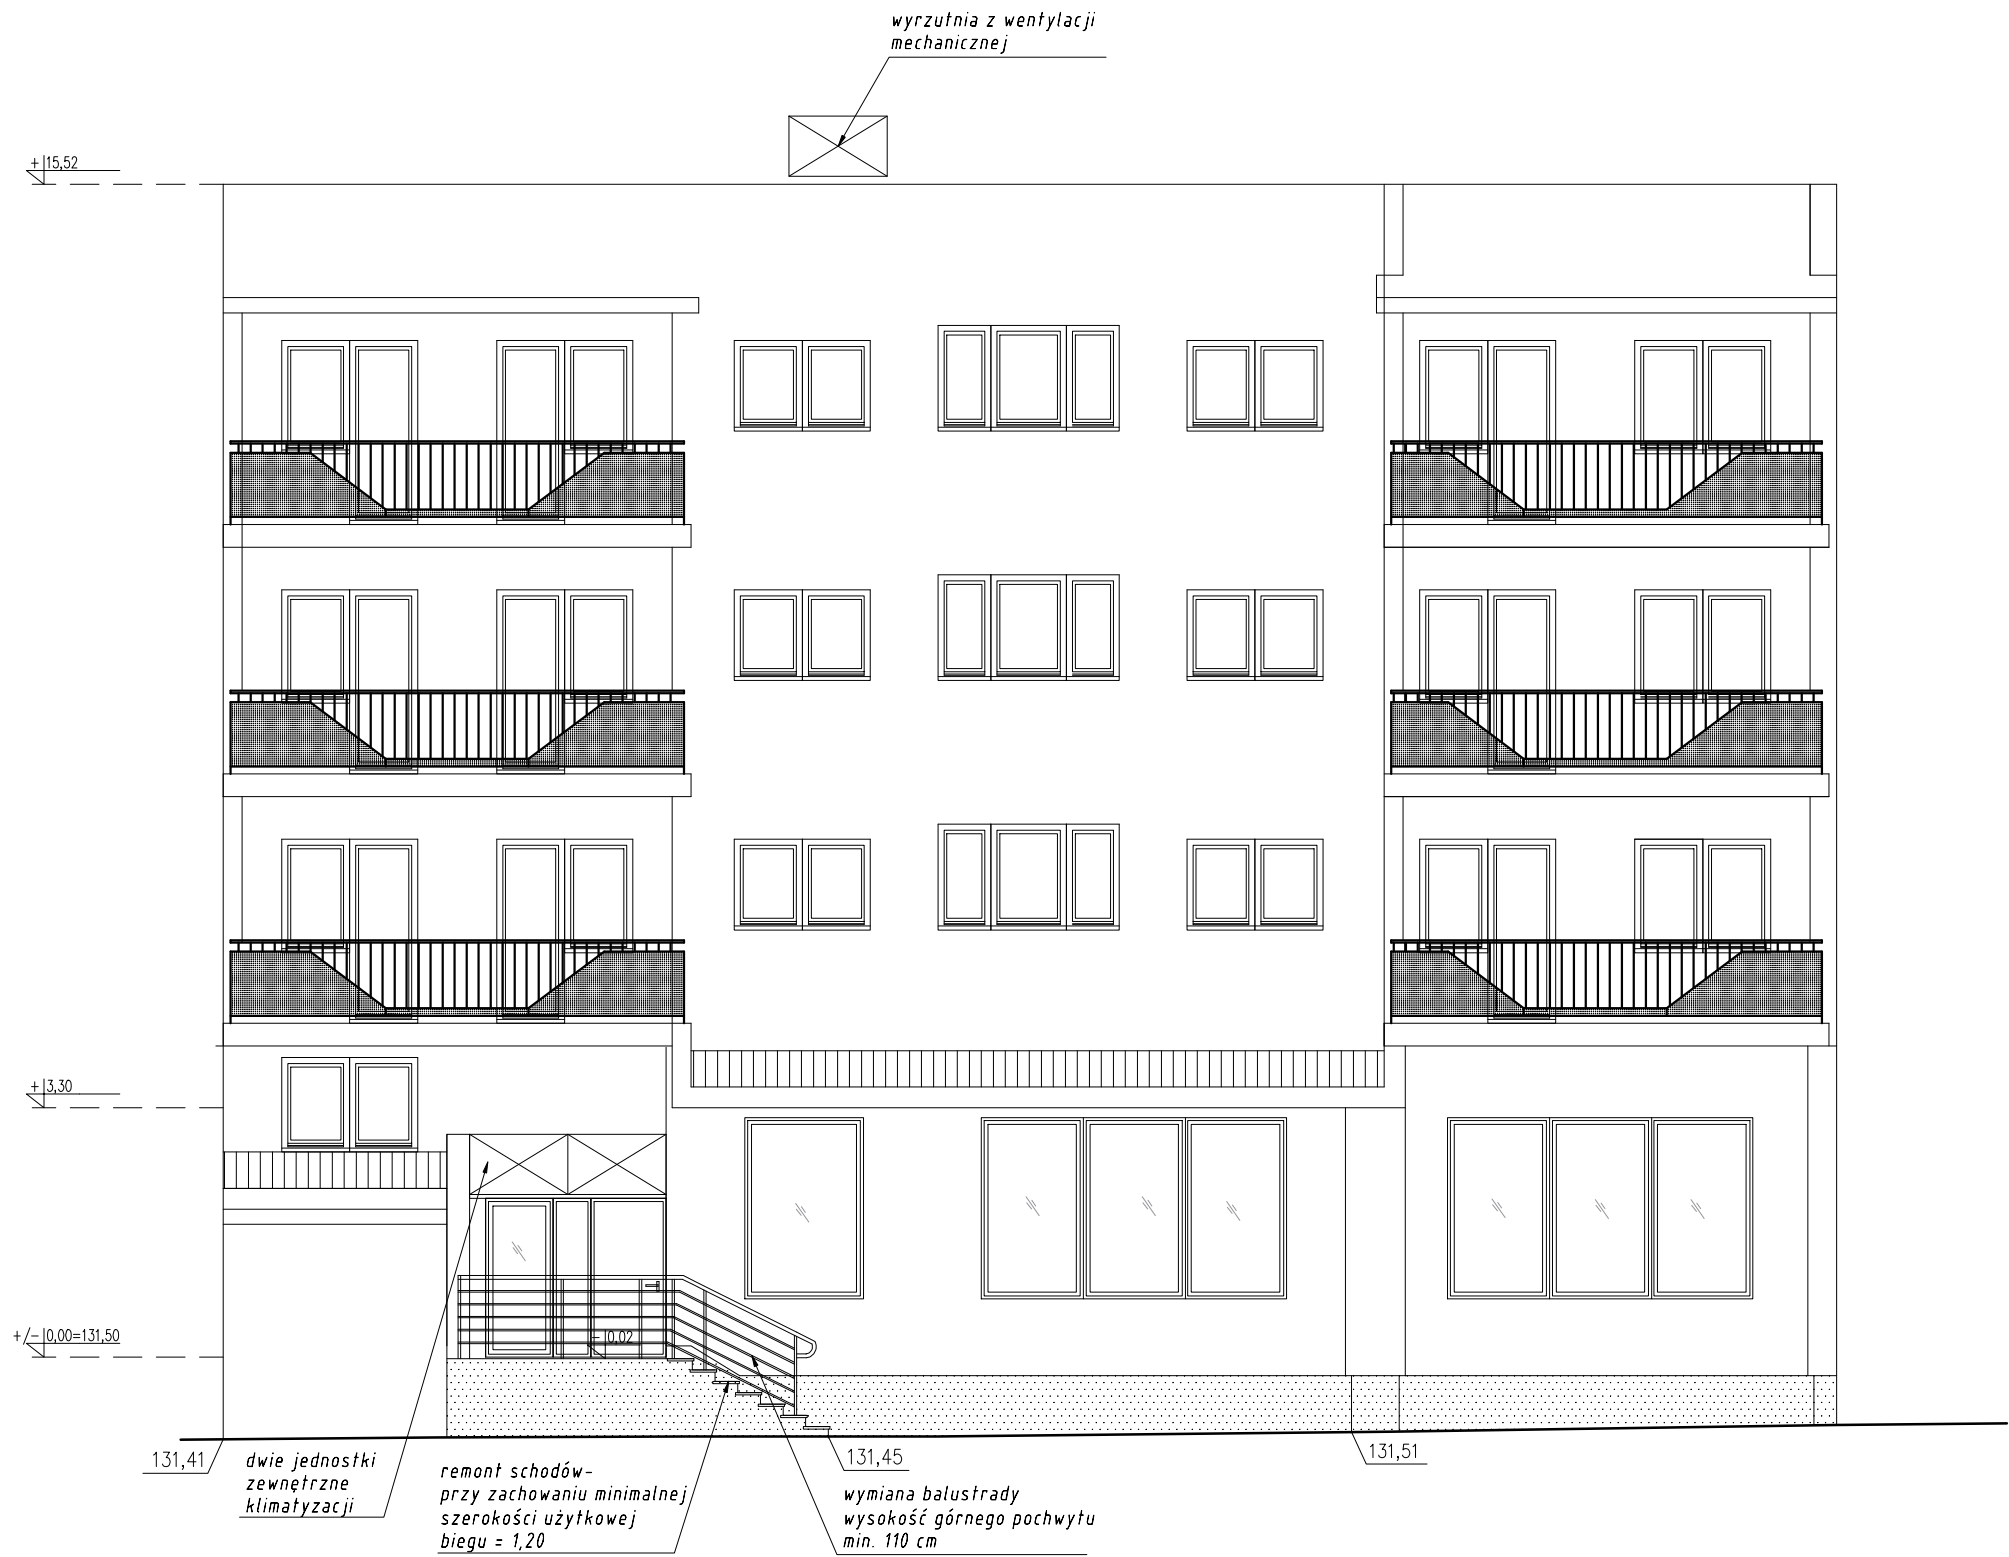 wyrzutnia z wentylacji
mechanicznej
+ 15,52
+ 3,30
+/- 0,00=131,50
- 0,02
131,41
131,45
131,51
dwie jednostki
zewnętrzne
klimatyzacji
remont schodów-
przy zachowaniu minimalnej
szerokości użytkowej
biegu = 1,20
wymiana balustrady
wysokość górnego pochwytu
min. 110 cm